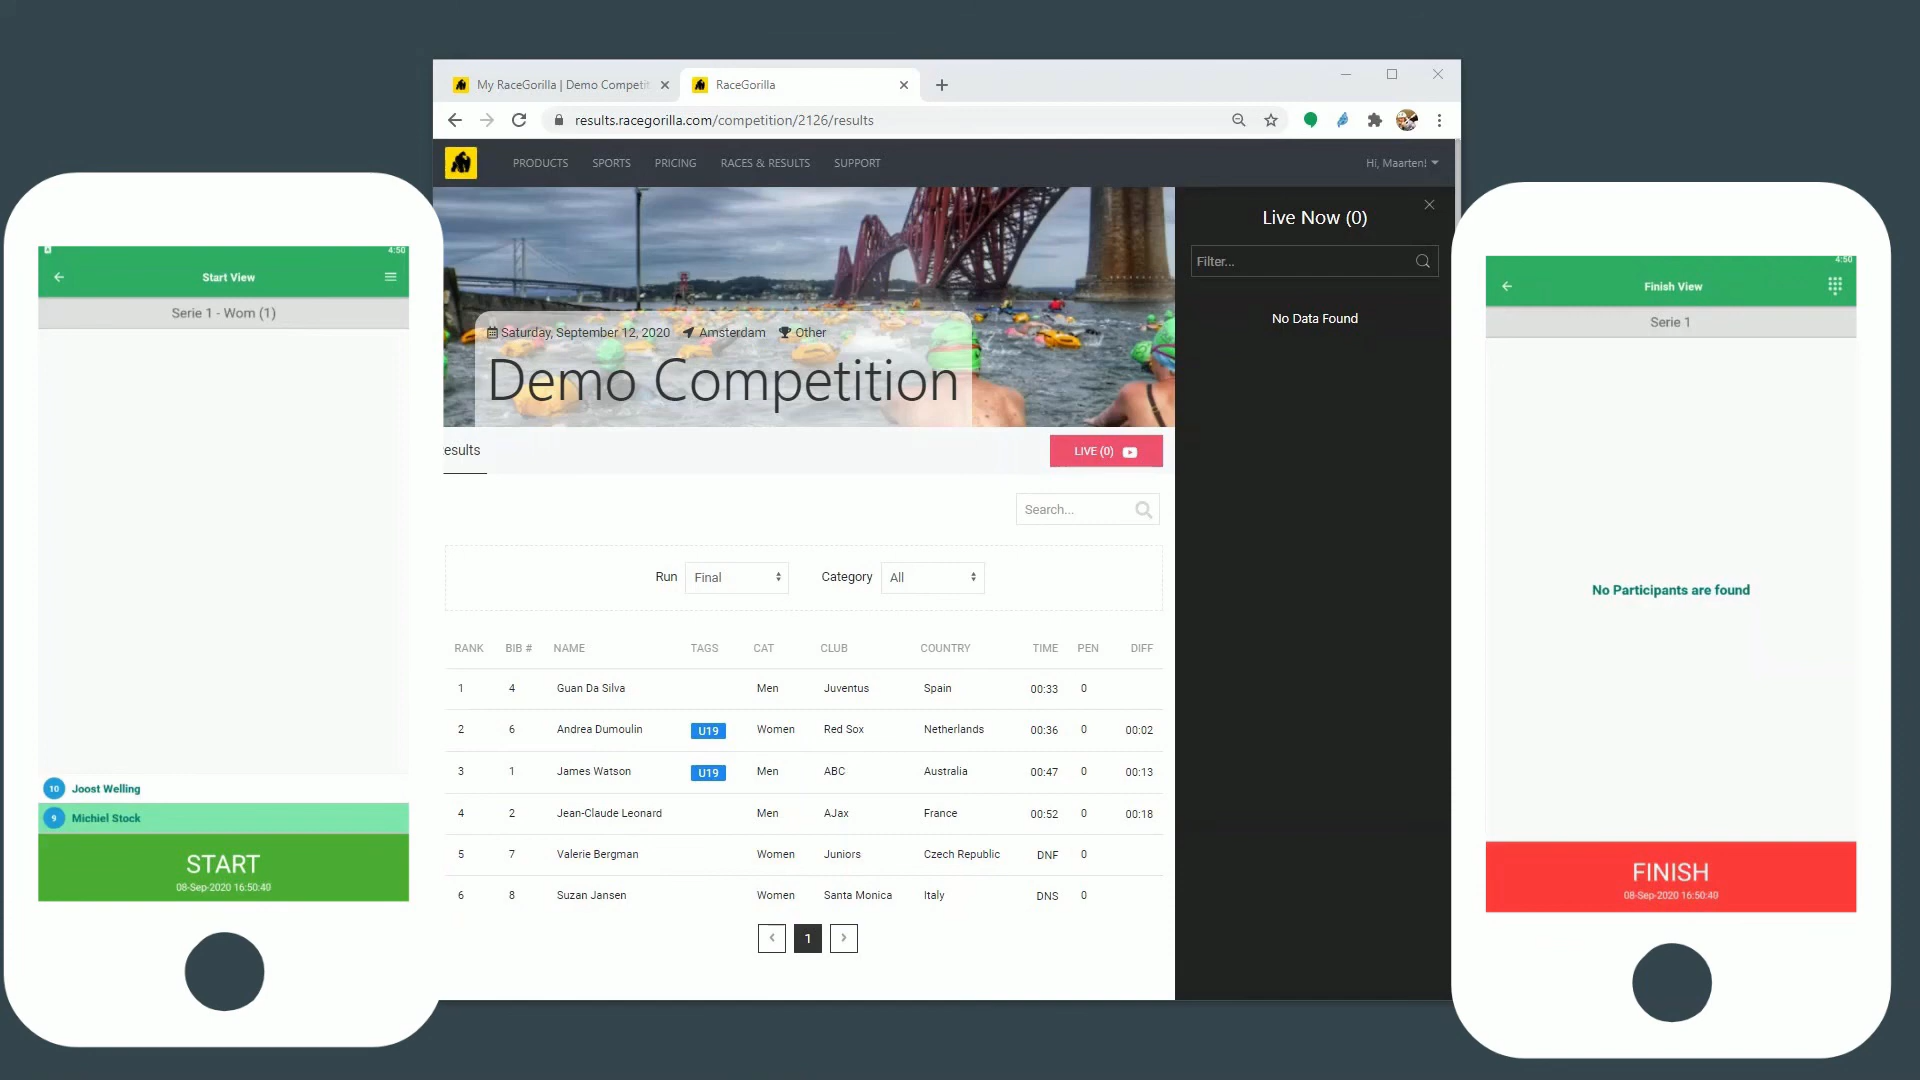 My RaceGorilla | Demo Competit
RaceGorilla
results.racegorilla.com/competition/2126/results
PRODUCTS SPORTS PRICING RACES & RESULTS SUPPORT
Hi, Maarten!
Saturday, September 12, 2020 Amsterdam Other
Demo Competition
esults
LIVE (0)
Search...
Run Final Category All
RANK BIB # NAME TAGS CAT CLUB COUNTRY TIME PEN DIFF
1 4 Guan Da Silva Men Juventus Spain 00:33 0
2 6 Andrea Dumoulin U19 Women Red Sox Netherlands 00:36 0 00:02
3 1 James Watson U19 Men ABC Australia 00:47 0 00:13
4 2 Jean-Claude Leonard Men AJax France 00:52 0 00:18
5 7 Valerie Bergman Women Juniors Czech Republic DNF 0
6 8 Suzan Jansen Women Santa Monica Italy DNS 0
1
Live Now (0)
Filter...
No Data Found
4:50
Start View
Serie 1 - Wom (1)
10 Joost Welling
9 Michiel Stock
START
08-Sep-2020 16:50:40
4:50
Finish View
Serie 1
No Participants are found
FINISH
08-Sep-2020 16:50:40